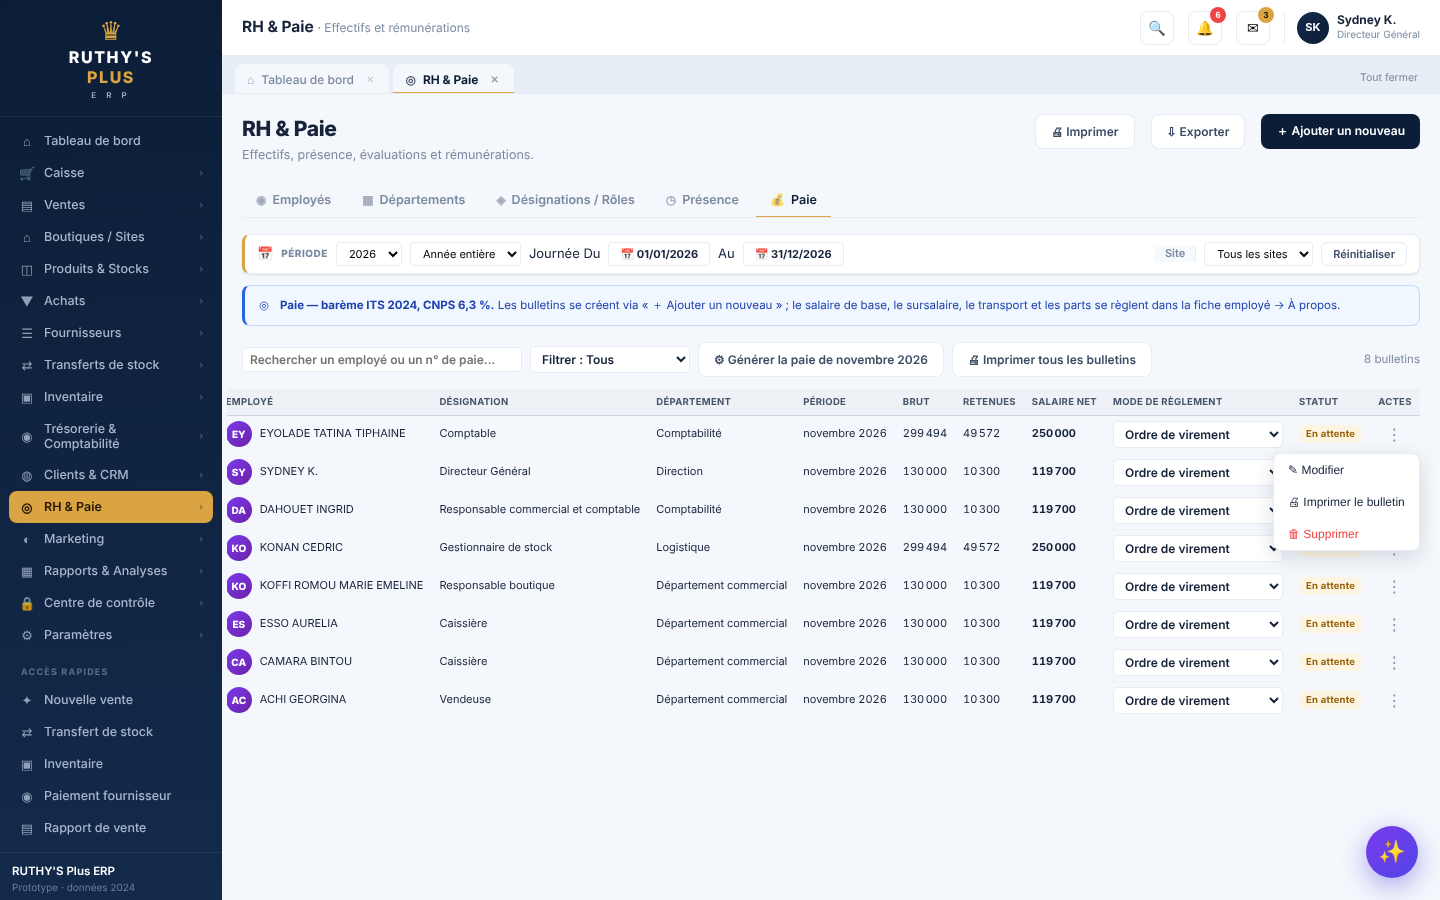 RUTHY'S
PLUS
E R P
Tableau de bord
Caisse
Ventes
Boutiques / Sites
Produits & Stocks
Achats
Fournisseurs
Transferts de stock
Inventaire
Trésorerie &
Comptabilité
Clients & CRM
RH & Paie
Marketing
Rapports & Analyses
Centre de contrôle
Paramètres
ACCÈS RAPIDES
Nouvelle vente
Transfert de stock
Inventaire
Paiement fournisseur
Rapport de vente
RUTHY'S Plus ERP
Prototype · données 2024
RH & Paie · Effectifs et rémunérations
6
3
SK
Sydney K.
Directeur Général
Tableau de bord ×
RH & Paie ×
Tout fermer
RH & Paie
Effectifs, présence, évaluations et rémunérations.
Imprimer
Exporter
+ Ajouter un nouveau
Employés
Départements
Désignations / Rôles
Présence
Paie
PÉRIODE 2026 Année entière Journée Du 01/01/2026 Au 31/12/2026 Site Tous les sites Réinitialiser
Paie — barème ITS 2024, CNPS 6,3 %. Les bulletins se créent via « + Ajouter un nouveau » ; le salaire de base, le sursalaire, le transport et les parts se règlent dans la fiche employé → À propos.
Rechercher un employé ou un n° de paie... Filtrer : Tous Générer la paie de novembre 2026 Imprimer tous les bulletins 8 bulletins
EMPLOYÉ DÉSIGNATION DÉPARTEMENT PÉRIODE BRUT RETENUES SALAIRE NET MODE DE RÈGLEMENT STATUT ACTES
EY EYOLADE TATINA TIPHAINE Comptable Comptabilité novembre 2026 299 494 49 572 250 000 Ordre de virement En attente
SY SYDNEY K. Directeur Général Direction novembre 2026 130 000 10 300 119 700 Ordre de virement
DA DAHOUET INGRID Responsable commercial et comptable Comptabilité novembre 2026 130 000 10 300 119 700 Ordre de virement
KO KONAN CEDRIC Gestionnaire de stock Logistique novembre 2026 299 494 49 572 250 000 Ordre de virement
KO KOFFI ROMOU MARIE EMELINE Responsable boutique Département commercial novembre 2026 130 000 10 300 119 700 Ordre de virement En attente
ES ESSO AURELIA Caissière Département commercial novembre 2026 130 000 10 300 119 700 Ordre de virement En attente
CA CAMARA BINTOU Caissière Département commercial novembre 2026 130 000 10 300 119 700 Ordre de virement En attente
AC ACHI GEORGINA Vendeuse Département commercial novembre 2026 130 000 10 300 119 700 Ordre de virement En attente
Modifier
Imprimer le bulletin
Supprimer